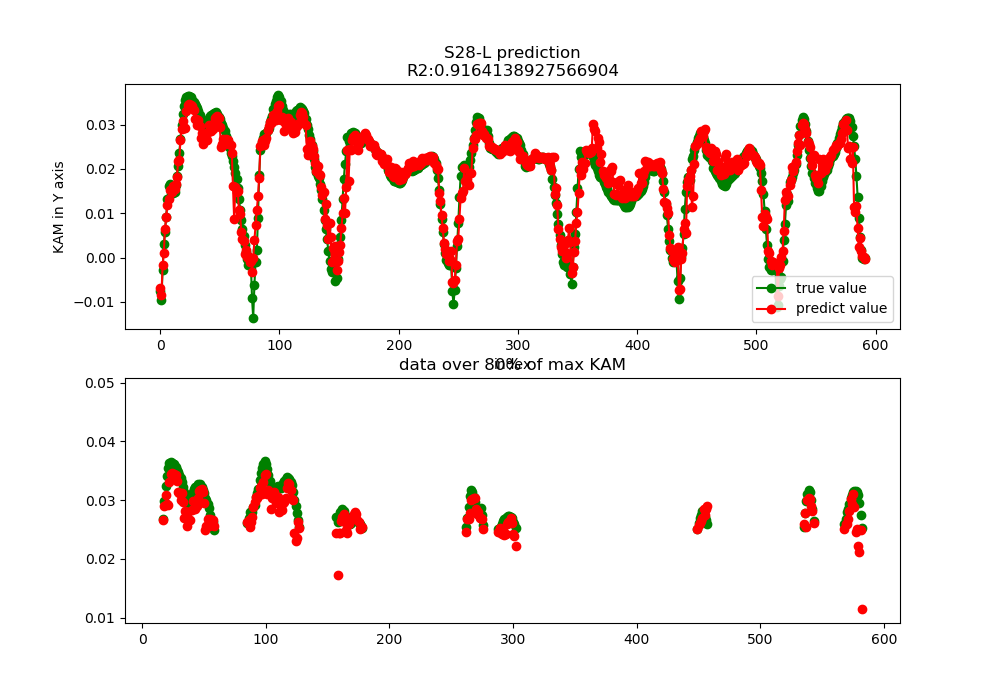 S28-L prediction
R2:0.9164138927566904
KAM in Y axis
0.03
0.02
0.01
0.00
−0.01
0 100 200 300 400 500 600
true value
predict value
index
data over 80% of max KAM
0.05
0.04
0.03
0.02
0.01
0 100 200 300 400 500 600